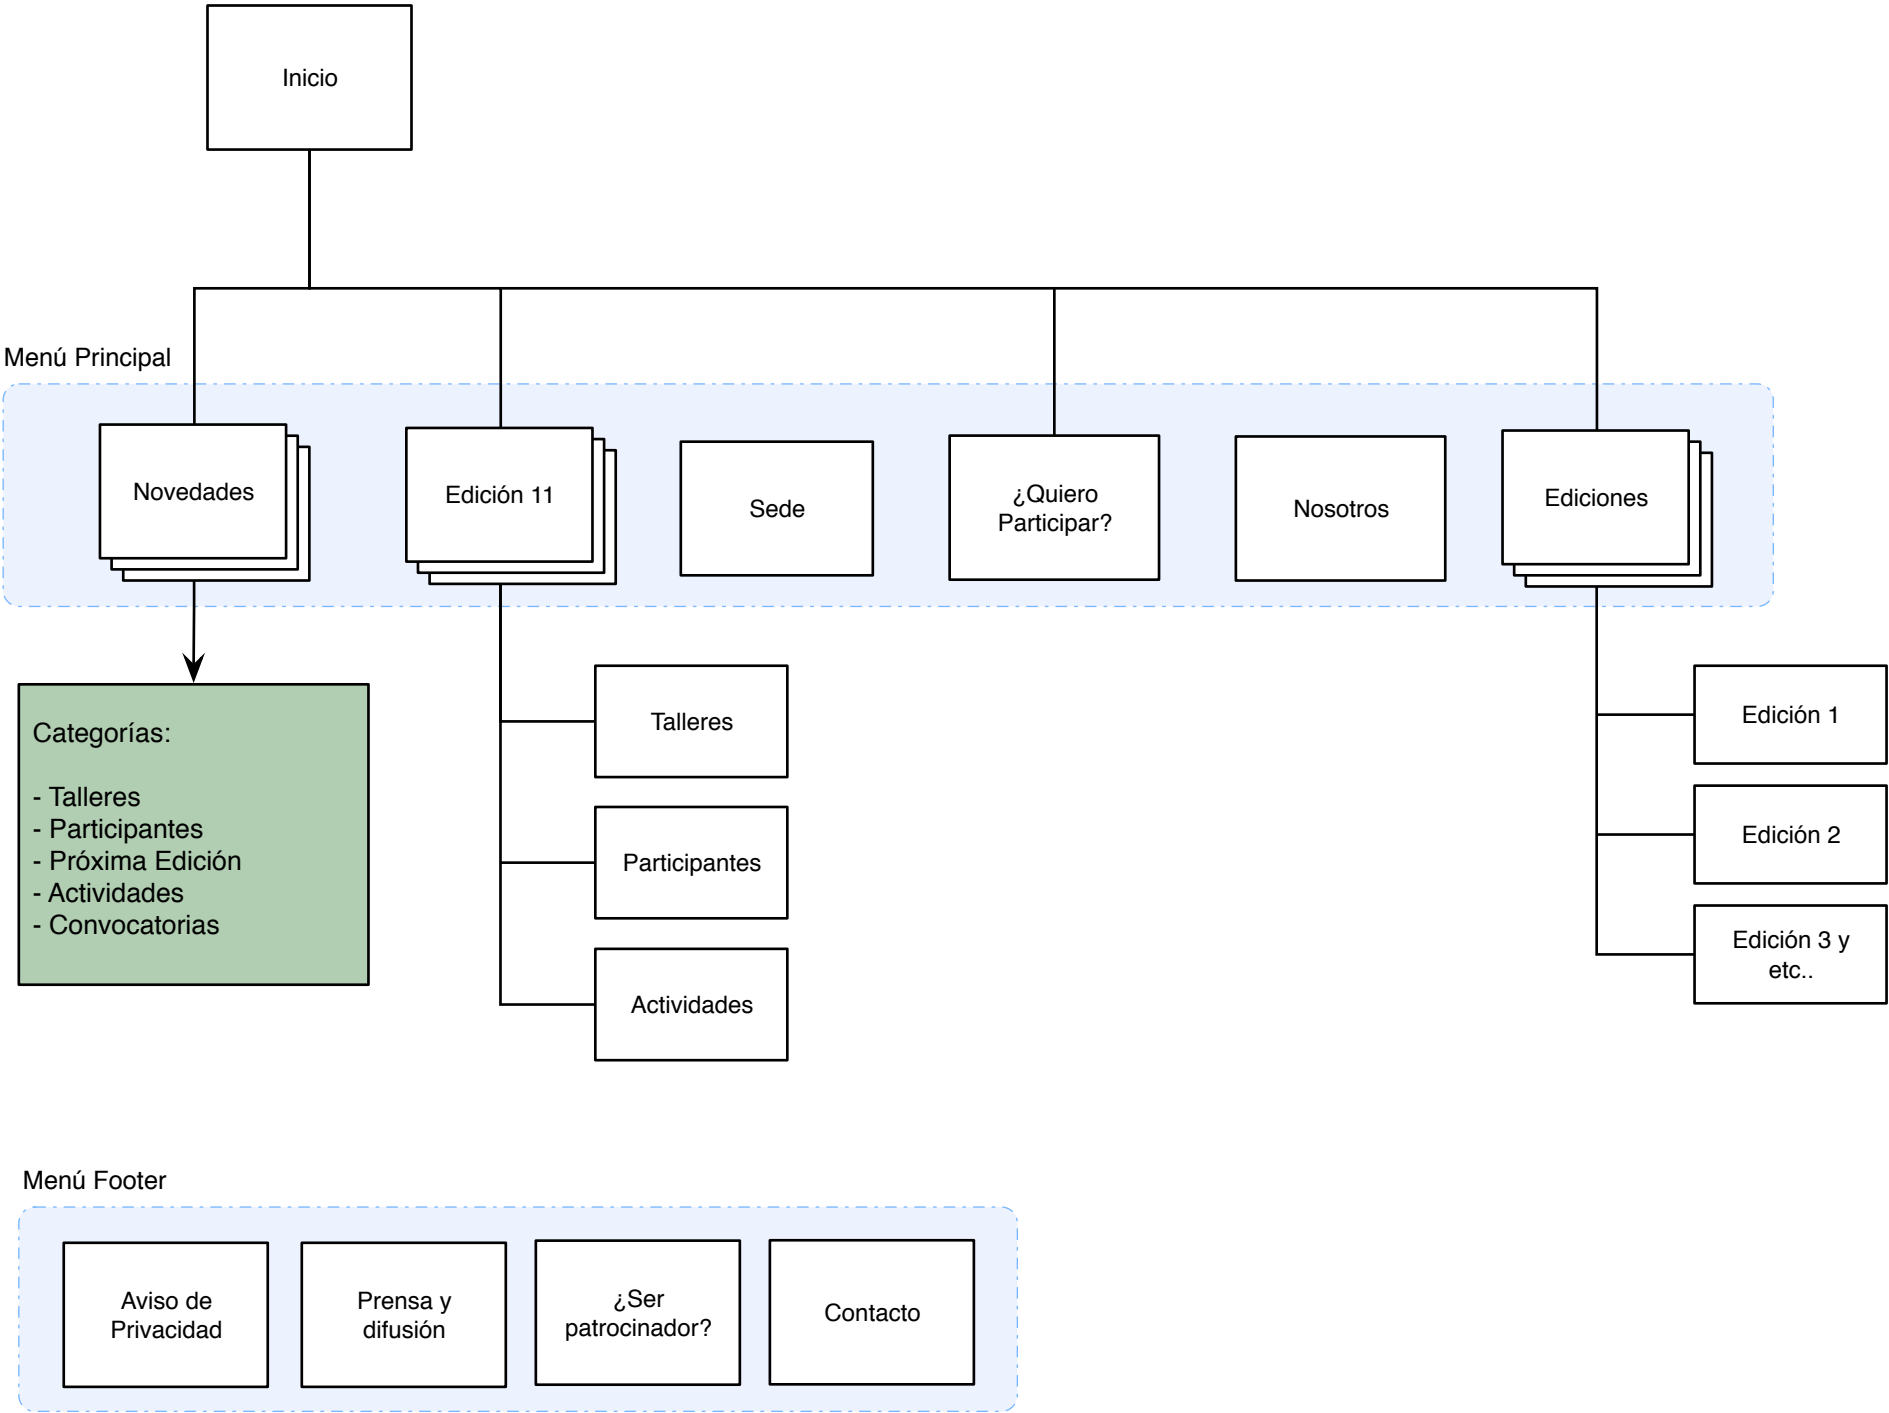 Inicio
Menú Principal
Novedades
Edición 11
Sede
¿Quiero
Participar?
Nosotros
Ediciones
Categorías:
- Talleres
- Participantes
- Próxima Edición
- Actividades
- Convocatorias
Talleres
Participantes
Actividades
Edición 1
Edición 2
Edición 3 y
etc..
Menú Footer
Aviso de
Privacidad
Prensa y
difusión
¿Ser
patrocinador?
Contacto